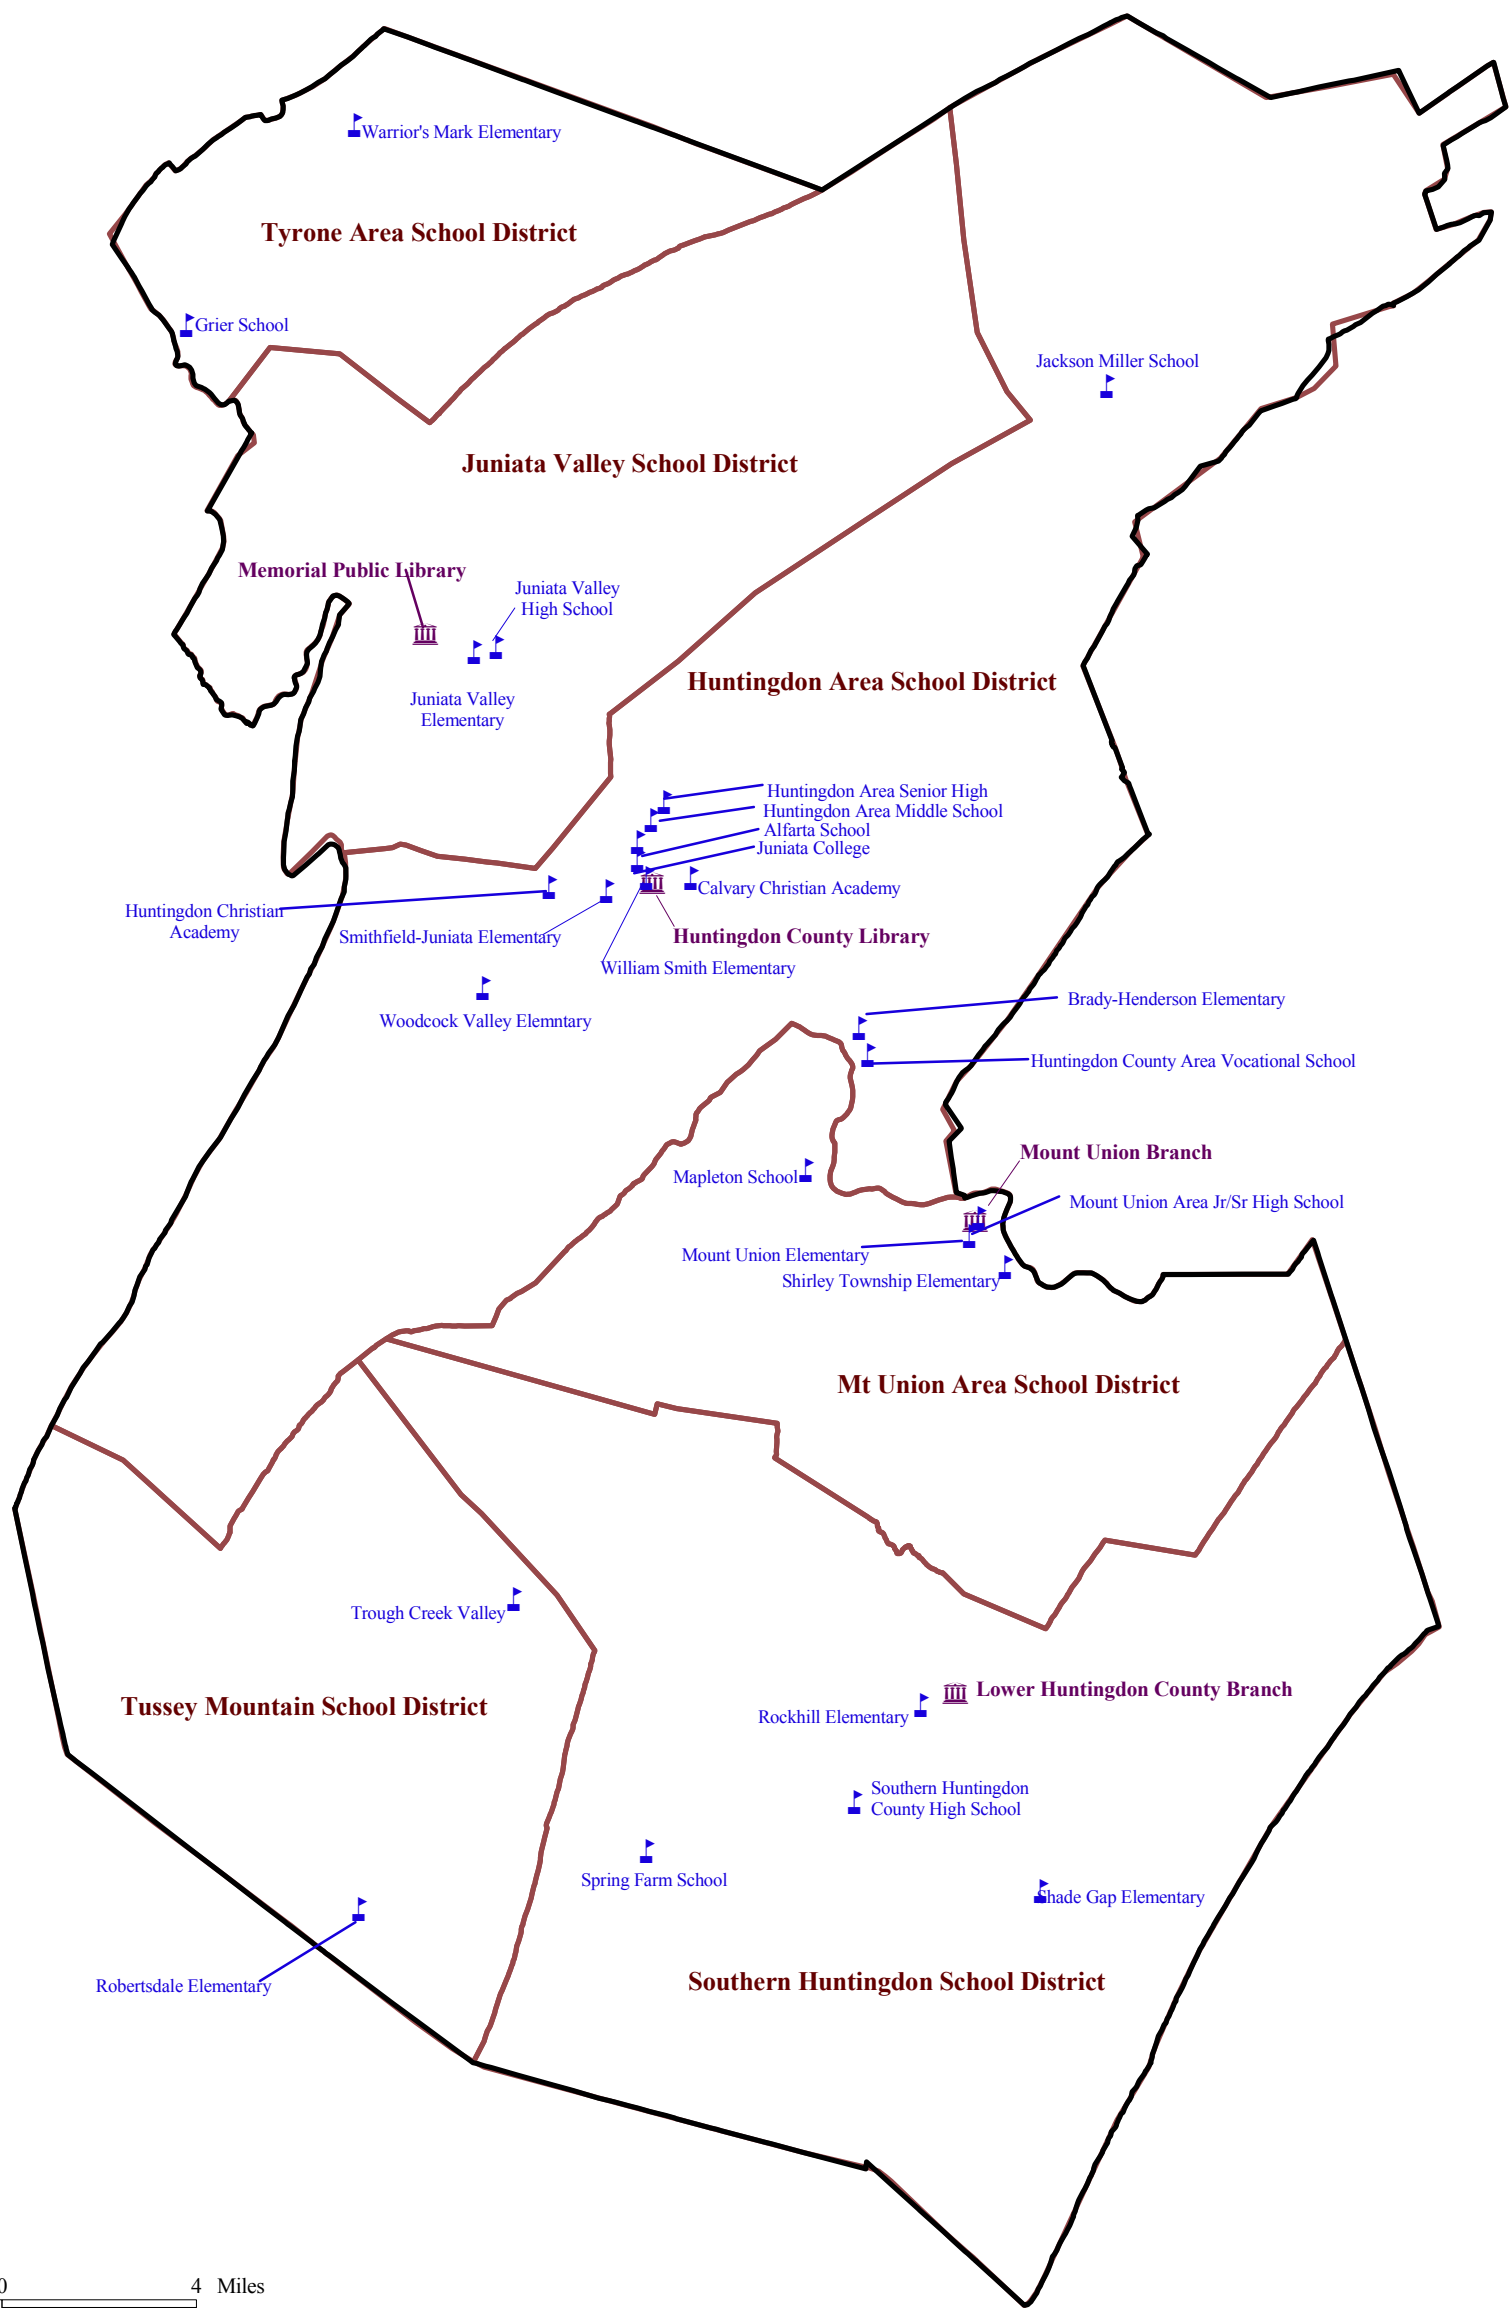 Warrior's Mark Elementary
Tyrone Area School District
Grier School
Jackson Miller School
Juniata Valley School District
Memorial Public Library
Juniata Valley
High School
Huntingdon Area School District
Juniata Valley
Elementary
Huntingdon Area Senior High
Huntingdon Area Middle School
Alfarta School
Juniata College
Calvary Christian Academy
Huntingdon Christian
Academy
Smithfield-Juniata Elementary
Huntingdon County Library
William Smith Elementary
Woodcock Valley Elemntary
Brady-Henderson Elementary
Huntingdon County Area Vocational School
Mount Union Branch
Mapleton School
Mount Union Area Jr/Sr High School
Mount Union Elementary
Shirley Township Elementary
Mt Union Area School District
Trough Creek Valley
Tussey Mountain School District
Lower Huntingdon County Branch
Rockhill Elementary
Southern Huntingdon
County High School
Spring Farm School
Shade Gap Elementary
Robertsdale Elementary
Southern Huntingdon School District
0 4 Miles